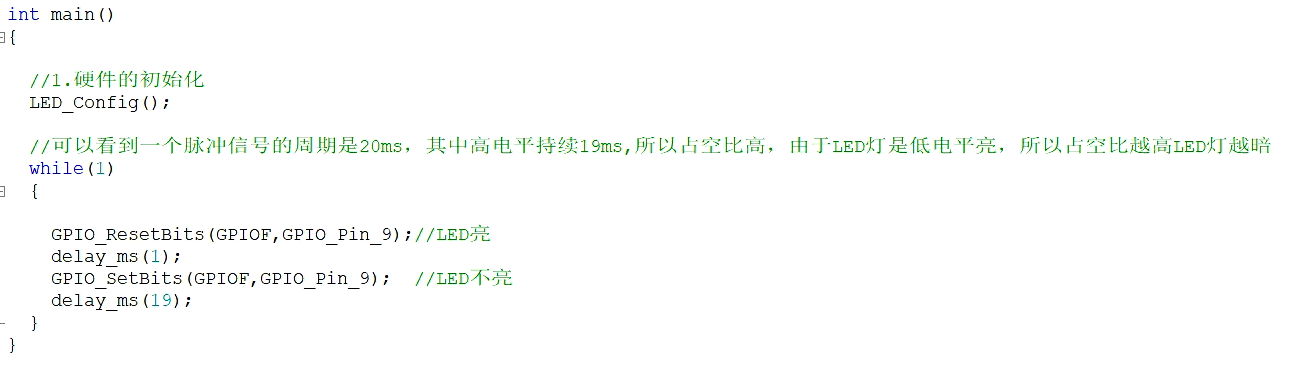 int main()
{
//1.硬件的初始化
LED_Config();
//可以看到一个脉冲信号的周期是20ms，其中高电平持续19ms,所以占空比高，由于LED灯是低电平亮，所以占空比越高LED灯越暗
while(1)
{
GPIO_ResetBits(GPIOF,GPIO_Pin_9);//LED亮
delay_ms(1);
GPIO_SetBits(GPIOF,GPIO_Pin_9);  //LED不亮
delay_ms(19);
}
}